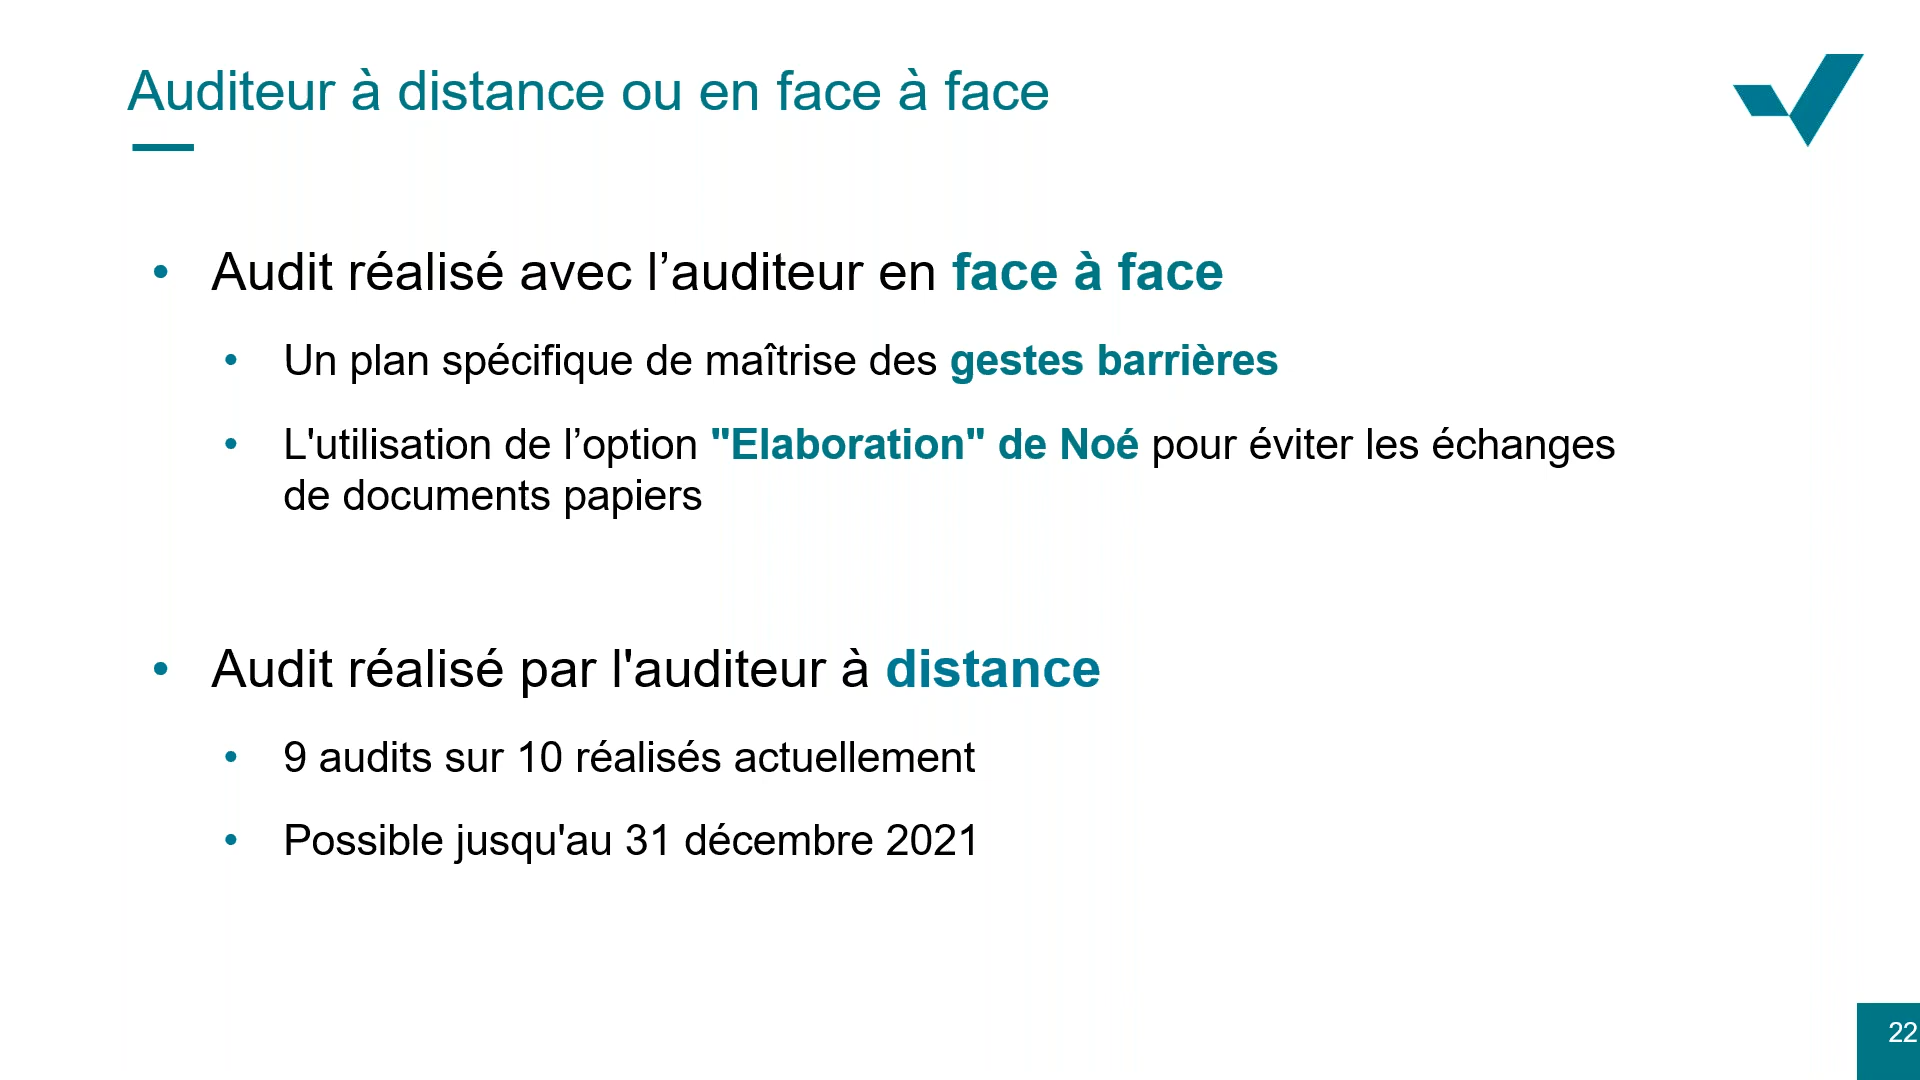 Auditeur à distance ou en face à face
• Audit réalisé avec l’auditeur en face à face
• Un plan spécifique de maîtrise des gestes barrières
• L'utilisation de l’option "Elaboration" de Noé pour éviter les échanges
de documents papiers
• Audit réalisé par l'auditeur à distance
• 9 audits sur 10 réalisés actuellement
• Possible jusqu'au 31 décembre 2021
22